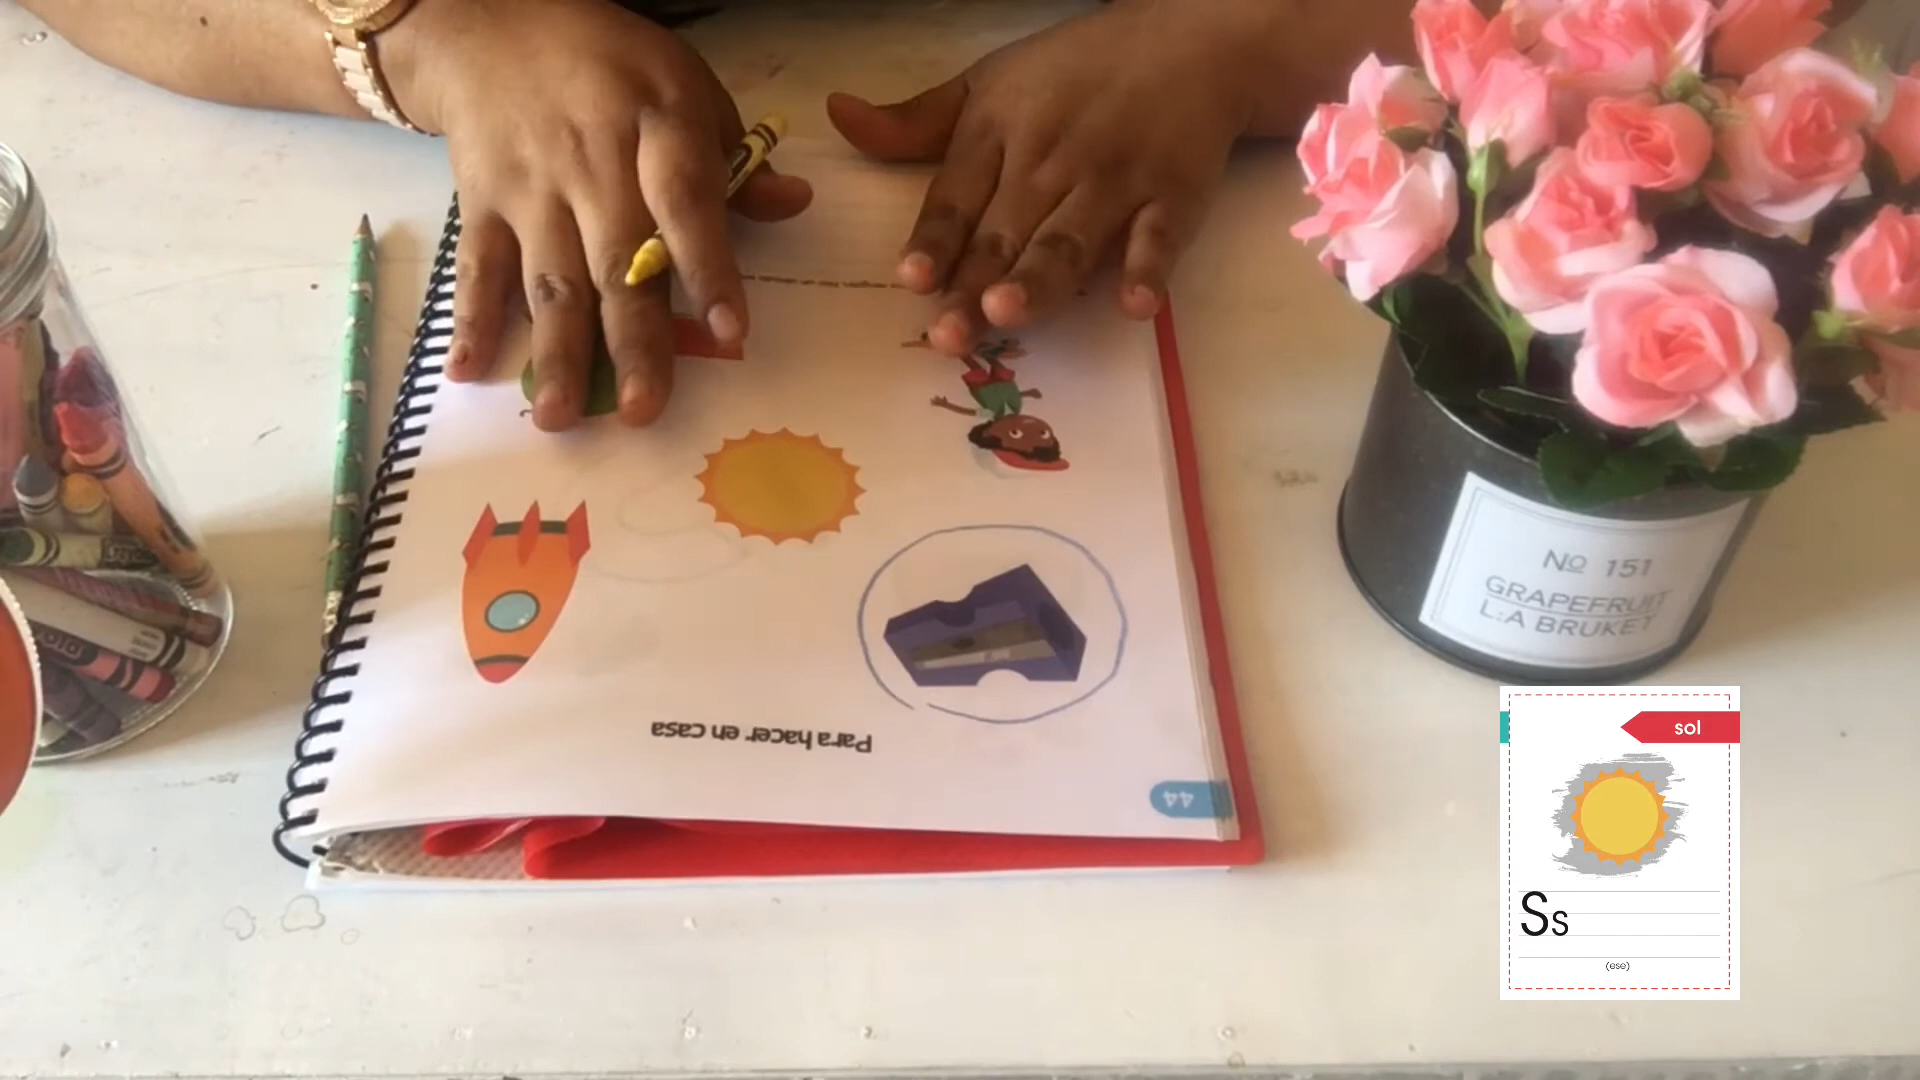 Para hacer en casa
44
Nº 151
GRAPEFRUIT
L:A BRUKET
sol
Ss
(ese)